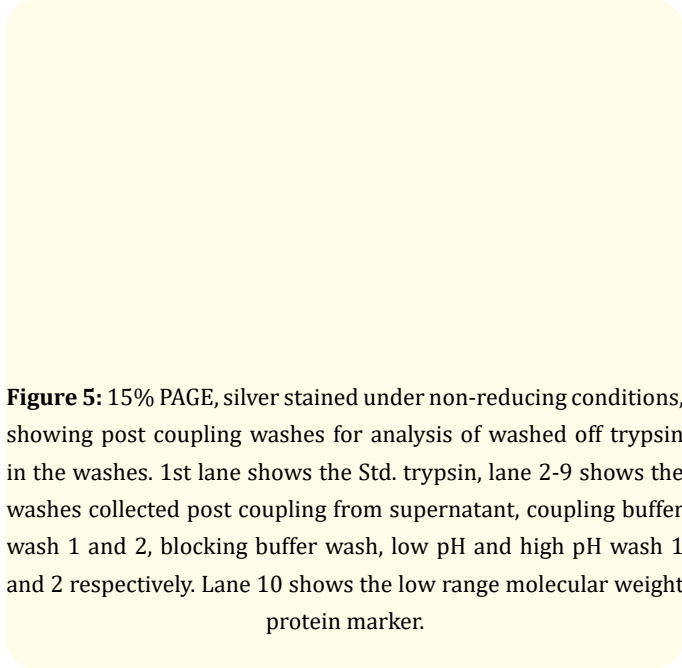 Figure 5: 15% PAGE, silver stained under non-reducing conditions,
showing post coupling washes for analysis of washed off trypsin
in the washes. 1st lane shows the Std. trypsin, lane 2-9 shows the
washes collected post coupling from supernatant, coupling buffer
wash 1 and 2, blocking buffer wash, low pH and high pH wash 1
and 2 respectively. Lane 10 shows the low range molecular weight
protein marker.